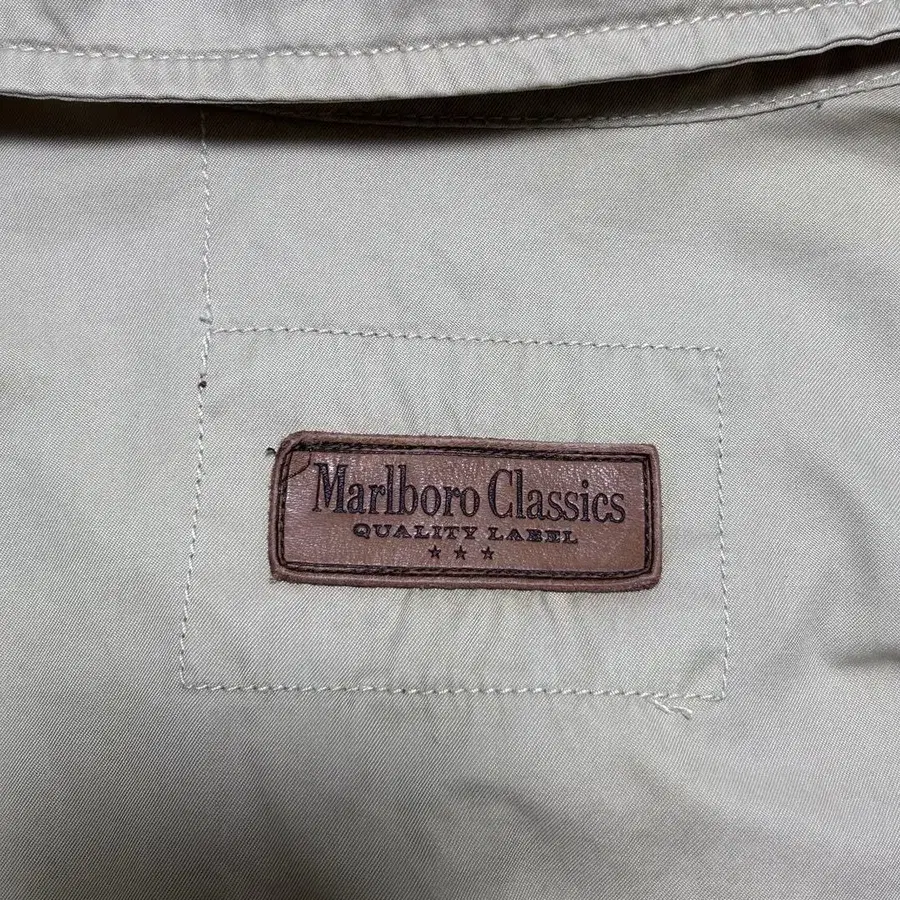 Marlboro Classics
QUALITY LABEL
★ ★ ★